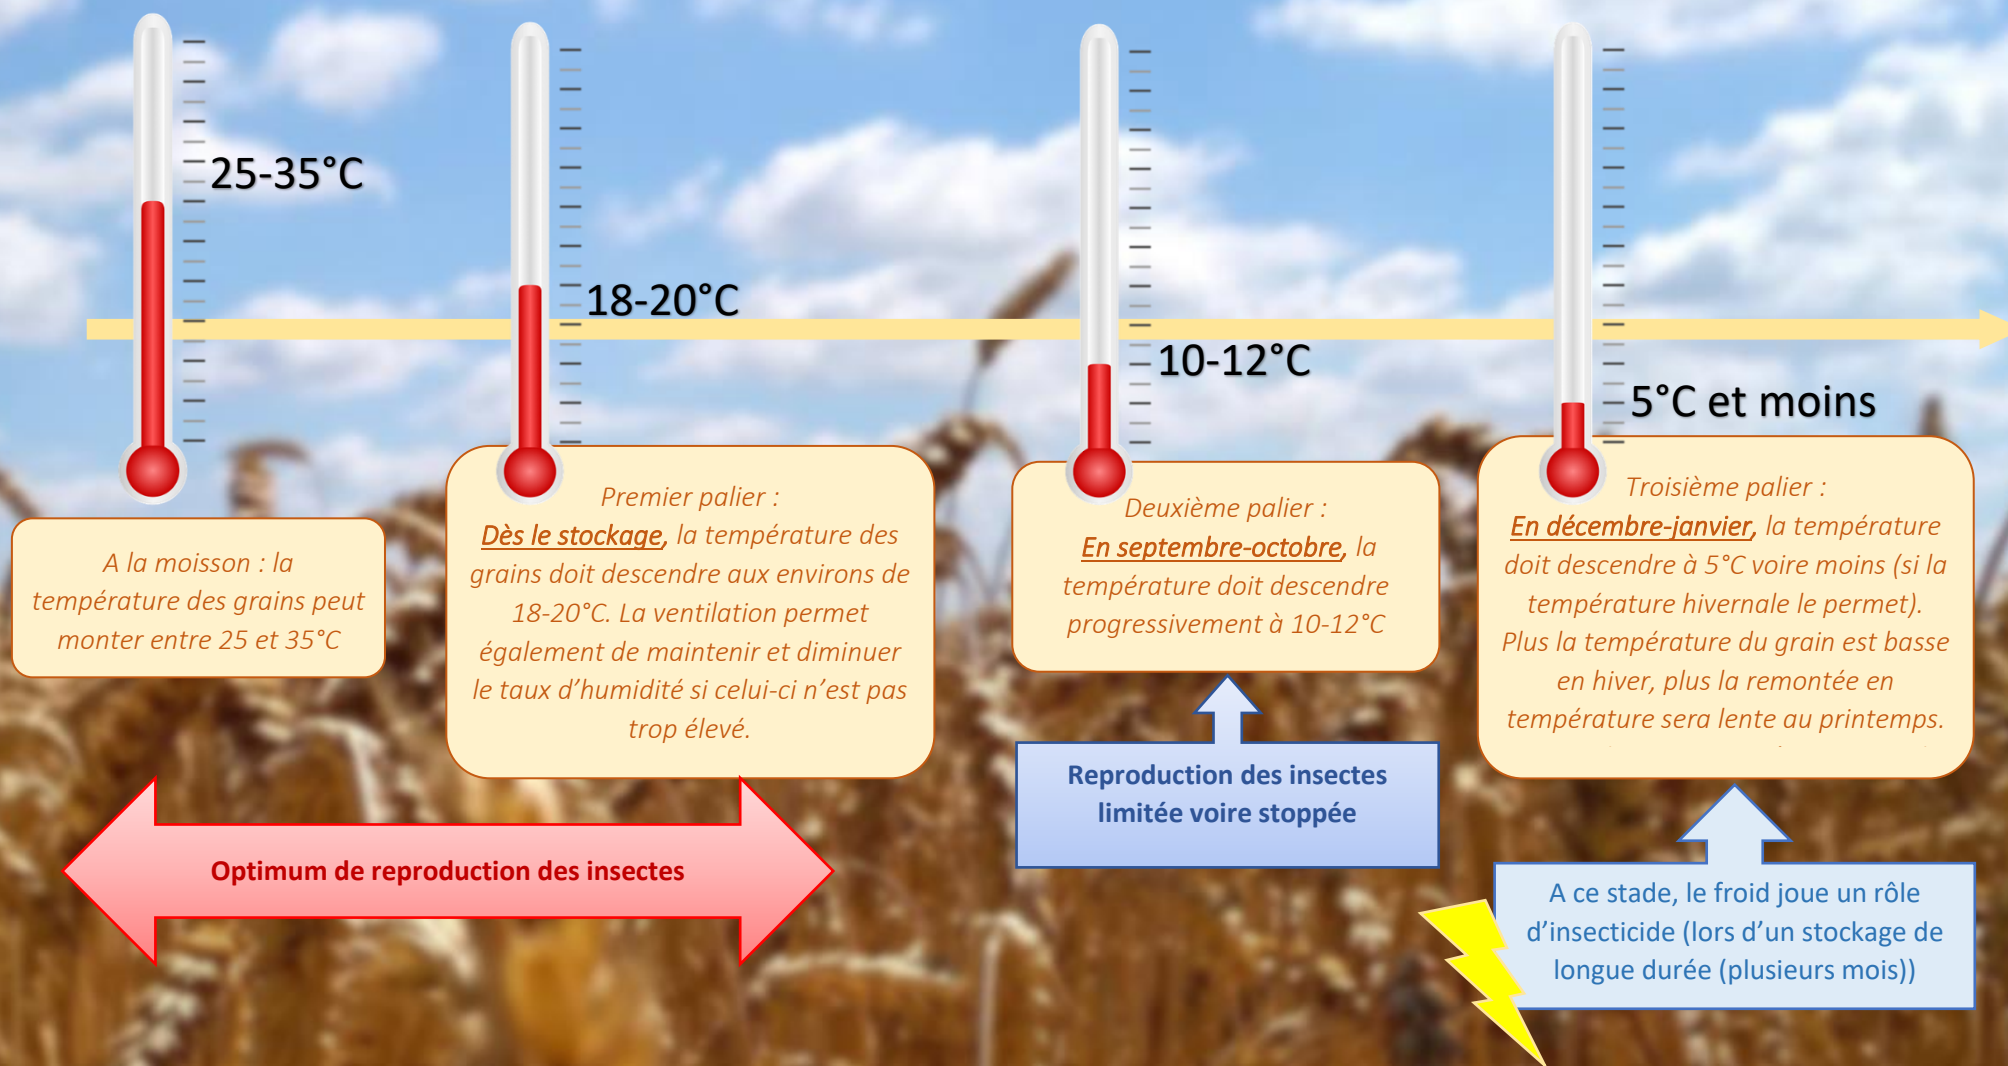 25-35°C
18-20°C
10-12°C
5°C et moins
A la moisson : la
température des grains peut
monter entre 25 et 35°C
Premier palier :
Dès le stockage, la température des
grains doit descendre aux environs de
18-20°C. La ventilation permet
également de maintenir et diminuer
le taux d’humidité si celui-ci n’est pas
trop élevé.
Deuxième palier :
En septembre-octobre, la
température doit descendre
progressivement à 10-12°C
Troisième palier :
En décembre-janvier, la température
doit descendre à 5°C voire moins (si la
température hivernale le permet).
Plus la température du grain est basse
en hiver, plus la remontée en
température sera lente au printemps.
Optimum de reproduction des insectes
Reproduction des insectes
limitée voire stoppée
A ce stade, le froid joue un rôle
d’insecticide (lors d’un stockage de
longue durée (plusieurs mois))